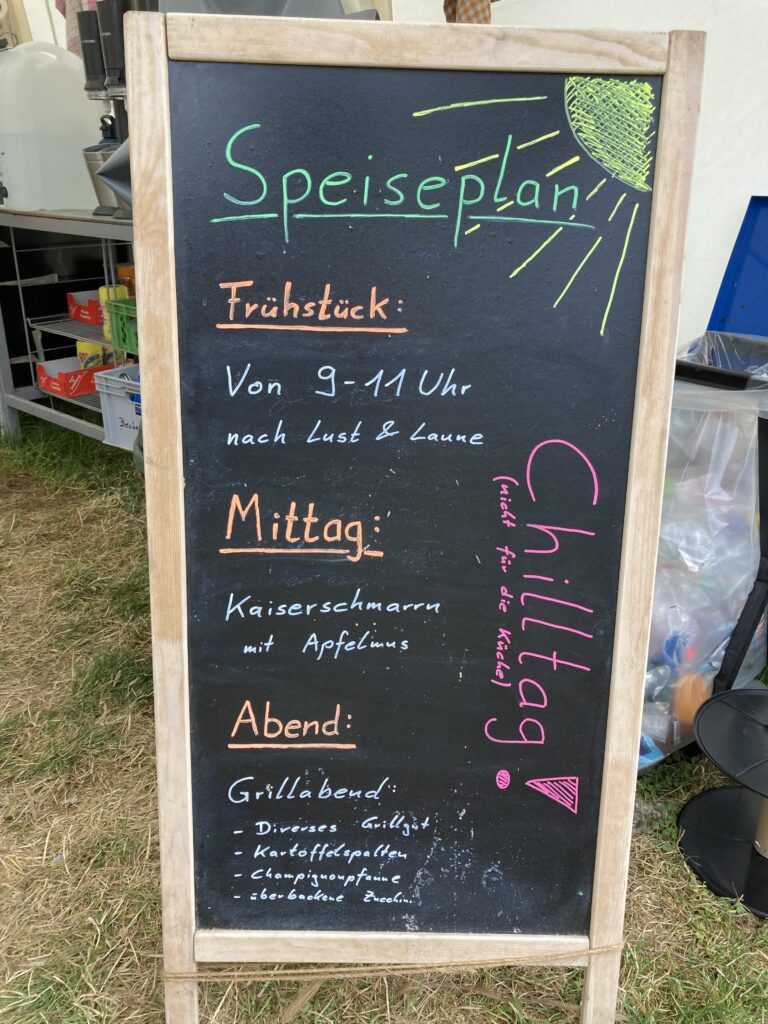 Speiseplan
Frühstück:
Von 9-11 Uhr
nach Lust & Laune
Mittag:
Kaiserschmarrn
mit Apfelmus
Abend:
Grillabend:
- Diverses Grillgut
- Kartoffelspalten
- Champignonpfanne
- überbackene Zucchini
Chilltag!
(nicht für die Küche)